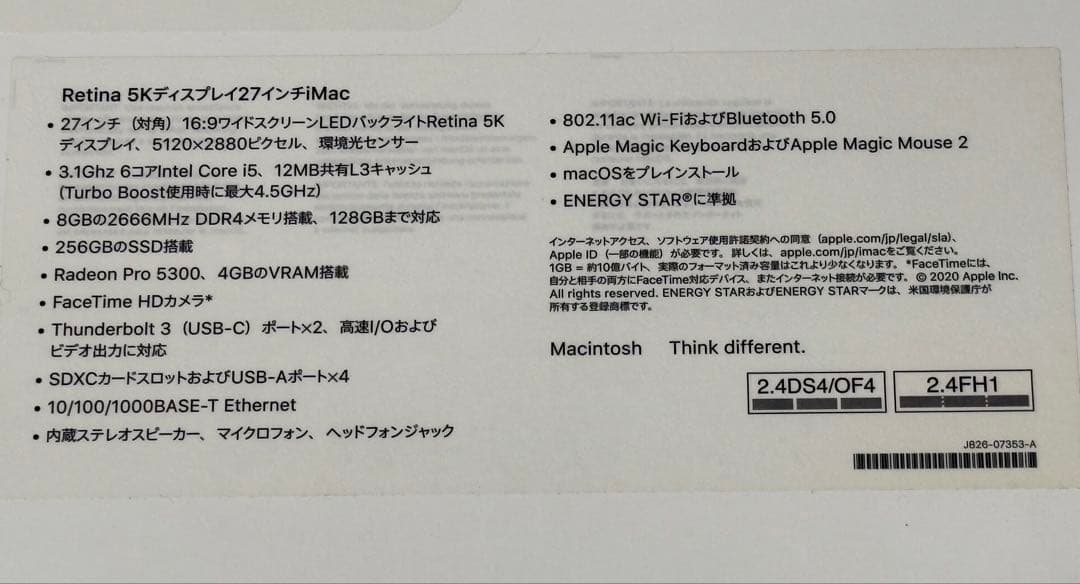 Retina 5Kディスプレイ27インチiMac
• 27インチ（対角）16:9ワイドスクリーンLEDバックライトRetina 5K
ディスプレイ、5120×2880ピクセル、環境光センサー
• 3.1Ghz 6コアIntel Core i5、12MB共有L3キャッシュ
（Turbo Boost使用時に最大4.5GHz）
• 8GBの2666MHz DDR4メモリ搭載、128GBまで対応
• 256GBのSSD搭載
• Radeon Pro 5300、4GBのVRAM搭載
• FaceTime HDカメラ*
• Thunderbolt 3（USB-C）ポート×2、高速I/Oおよび
ビデオ出力に対応
• SDXCカードスロットおよびUSB-Aポート×4
• 10/100/1000BASE-T Ethernet
• 内蔵ステレオスピーカー、マイクロフォン、ヘッドフォンジャック
• 802.11ac Wi-FiおよびBluetooth 5.0
• Apple Magic KeyboardおよびApple Magic Mouse 2
• macOSをプレインストール
• ENERGY STAR®に準拠
インターネットアクセス、ソフトウェア使用許諾契約への同意（apple.com/jp/legal/sla）、
Apple ID（一部の機能）が必要です。詳しくは、apple.com/jp/imacをご覧ください。
1GB = 約10億バイト、実際のフォーマット済み容量はこれより少なくなります。*FaceTimeには、
自分と相手の両方にFaceTime対応デバイス、またインターネット接続が必要です。© 2020 Apple Inc.
All rights reserved. ENERGY STARおよびENERGY STARマークは、米国環境保護庁が
所有する登録商標です。
Macintosh Think different.
2.4DS4/OF4 2.4FH1
J826-07353-A